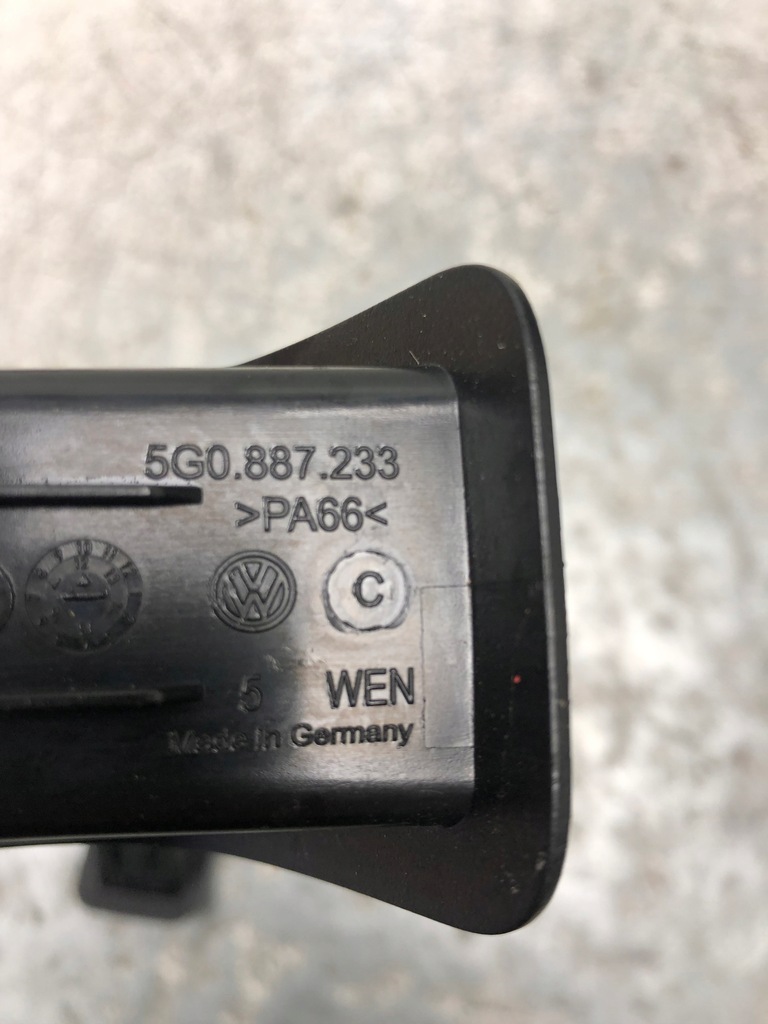 5G0.887.233
>PA66<
C
5 WEN
Made in Germany